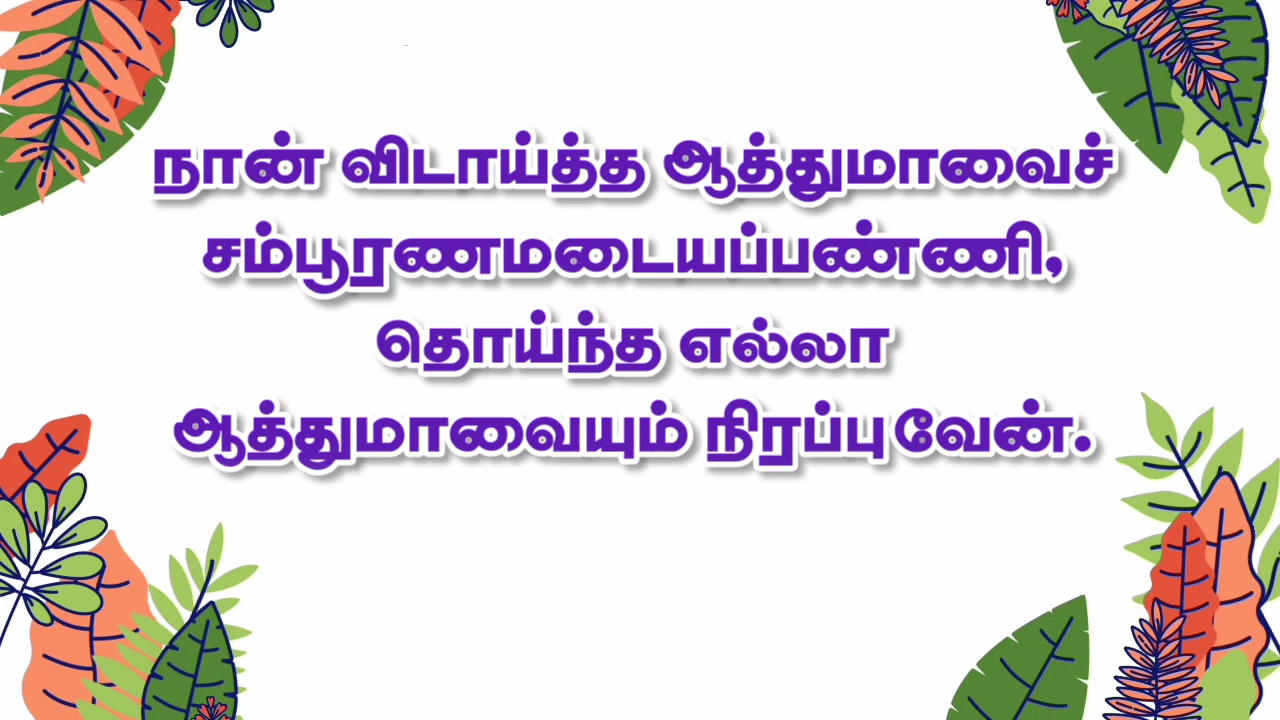 நான் விடாய்த்த ஆத்துமாவைச்
சம்பூரணமடையப்பண்ணி,
தொய்ந்த எல்லா
ஆத்துமாவையும் நிரப்புவேன்.